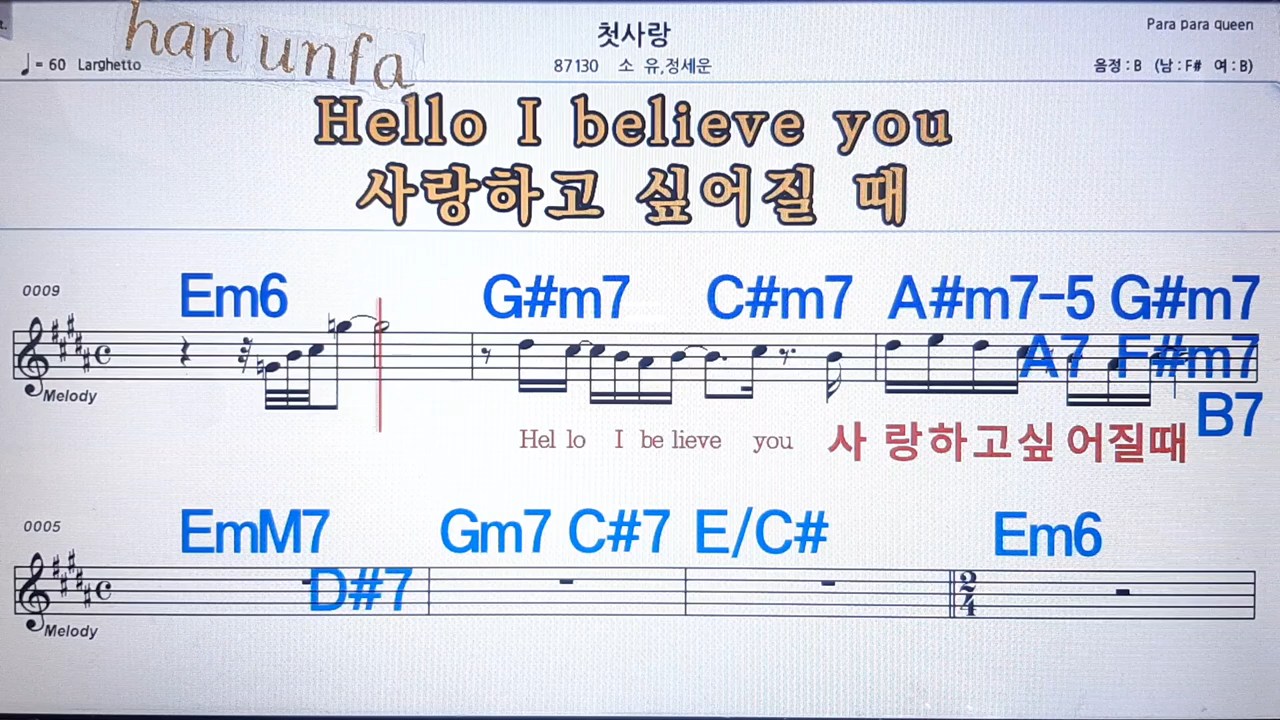 han unfa
첫사랑
Para para queen
♩= 60 Larghetto
87130 소 유,정세운
음정 : B (남 : F# 여 : B)
Hello I believe you
사랑하고 싶어질 때
0009
Em6 G#m7 C#m7 A#m7-5 G#m7
A7 F#m7
B7
Melody
Hel lo I be lieve you 사 랑하고싶 어질때
0005
EmM7 Gm7 C#7 E/C# Em6
D#7
2
4
Melody